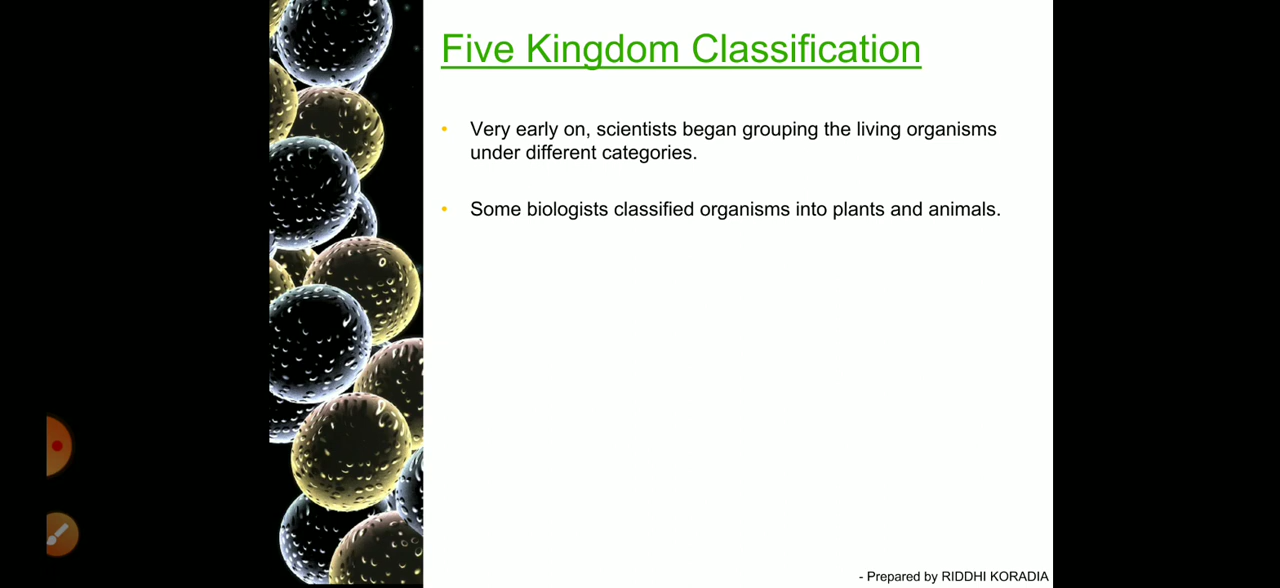 Five Kingdom Classification
• Very early on, scientists began grouping the living organisms
under different categories.
• Some biologists classified organisms into plants and animals.
- Prepared by RIDDHI KORADIA